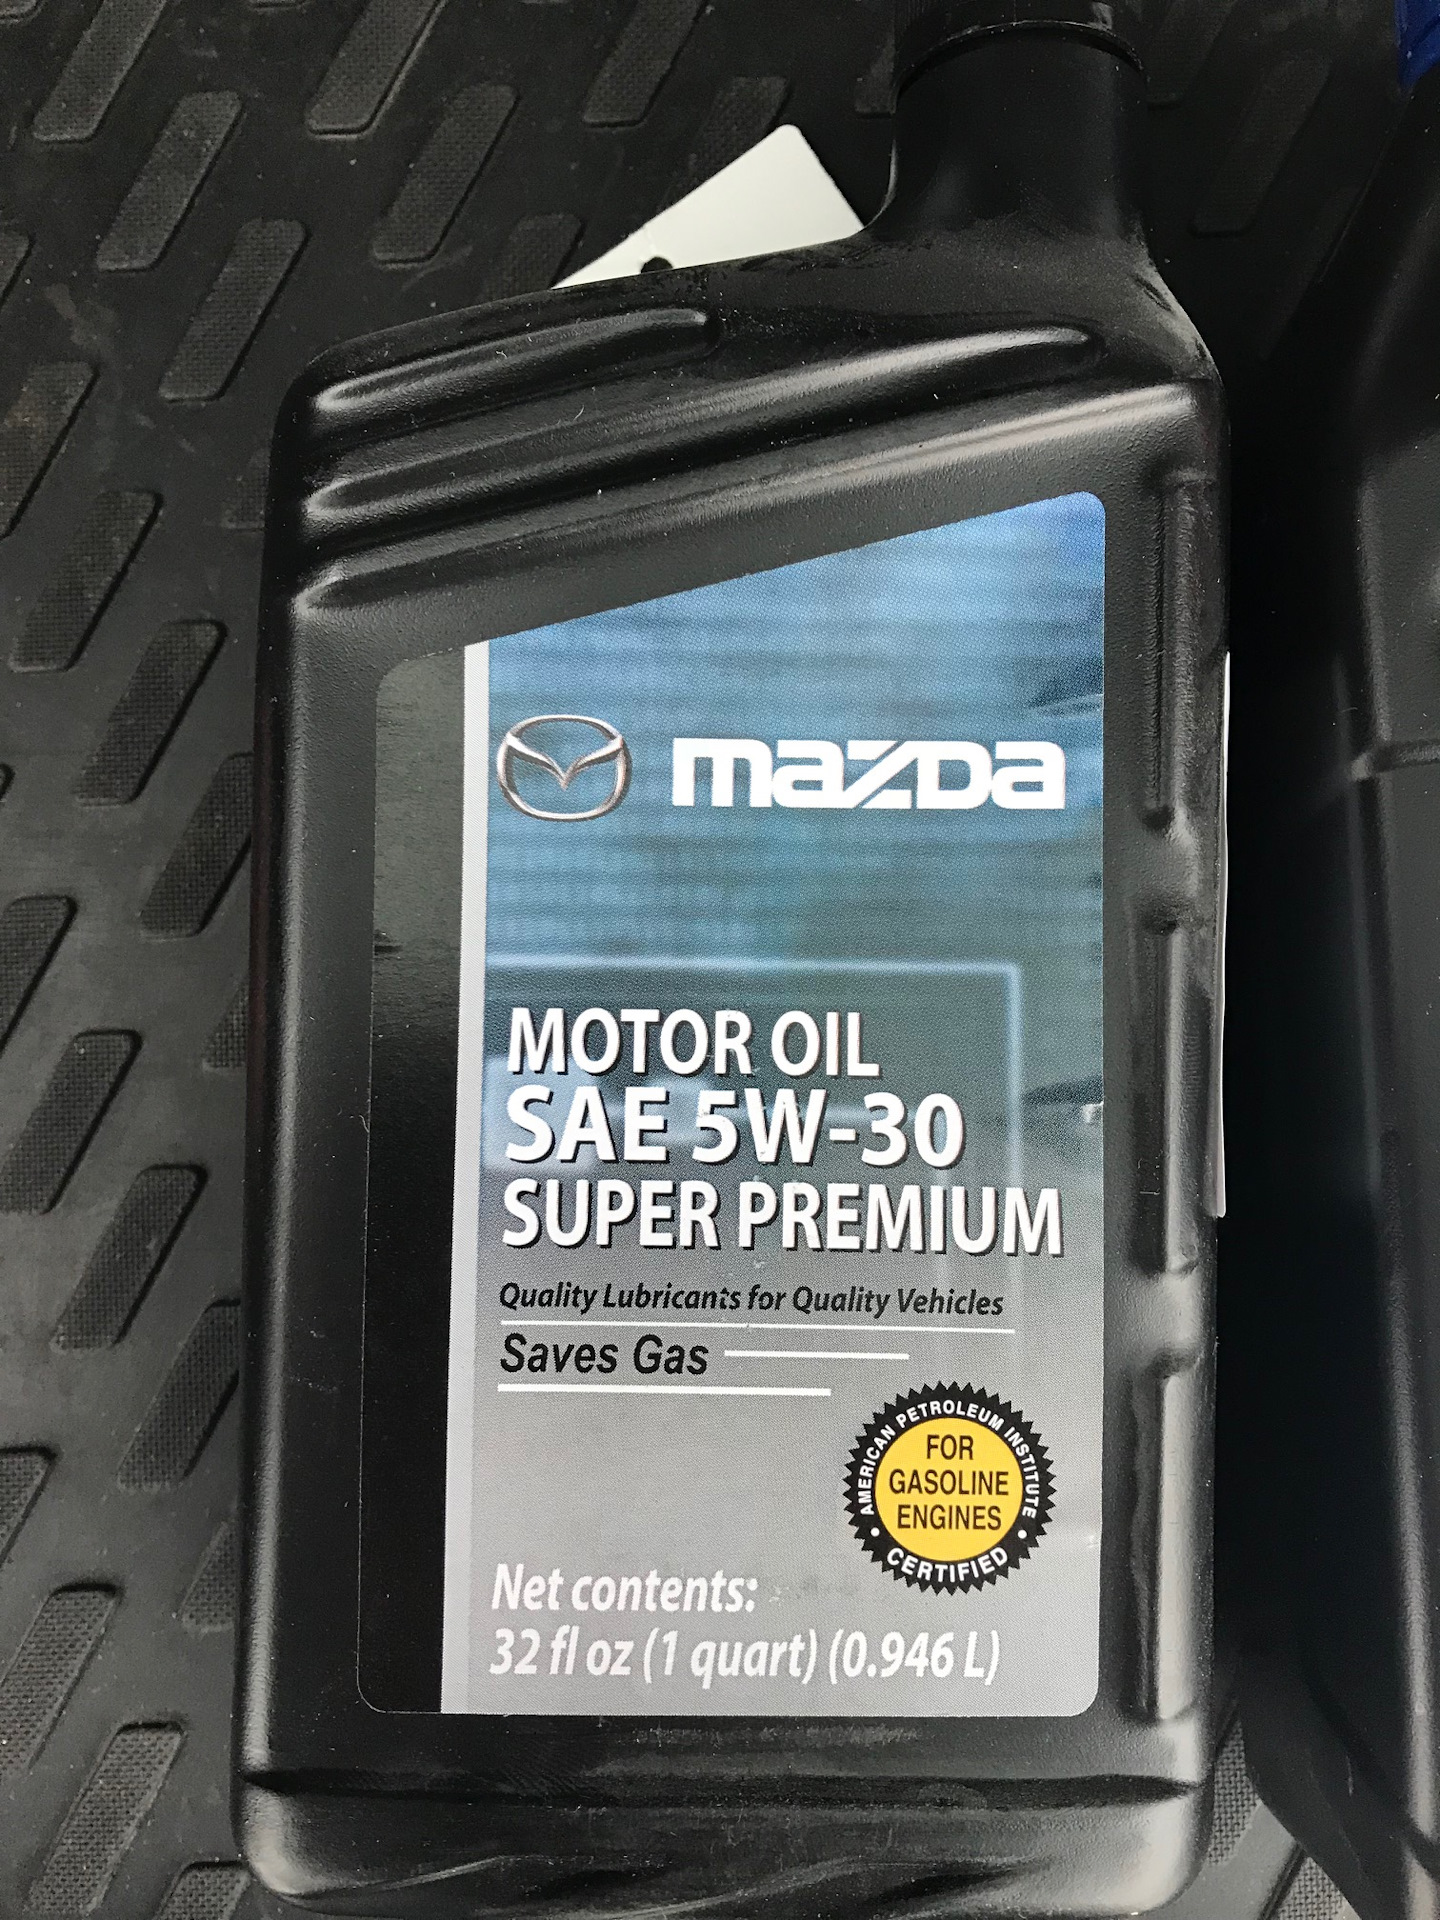 mazda
MOTOR OIL
SAE 5W-30
SUPER PREMIUM
Quality Lubricants for Quality Vehicles
Saves Gas
AMERICAN PETROLEUM INSTITUTE
FOR
GASOLINE
ENGINES
• CERTIFIED •
Net contents:
32 fl oz (1 quart) (0.946 L)